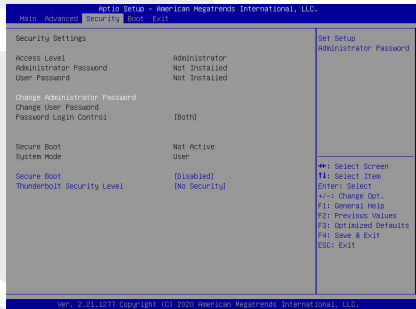 Aptio Setup – American Megatrends International, LLC.
Main Advanced Security Boot Exit
Security Settings
Access Level Administrator
Administrator Password Not Installed
User Password Not Installed
Change Administrator Password
Change User Password
Password Login Control [Both]
Secure Boot Not Active
System Mode User
Secure Boot [Disabled]
Thunderbolt Security Level [No Security]
Set Setup
Administrator Password
→←: Select Screen
↑↓: Select Item
Enter: Select
+/-: Change Opt.
F1: General Help
F2: Previous Values
F3: Optimized Defaults
F4: Save & Exit
ESC: Exit
Ver. 2.21.1277 Copyright (C) 2020 American Megatrends International, LLC.